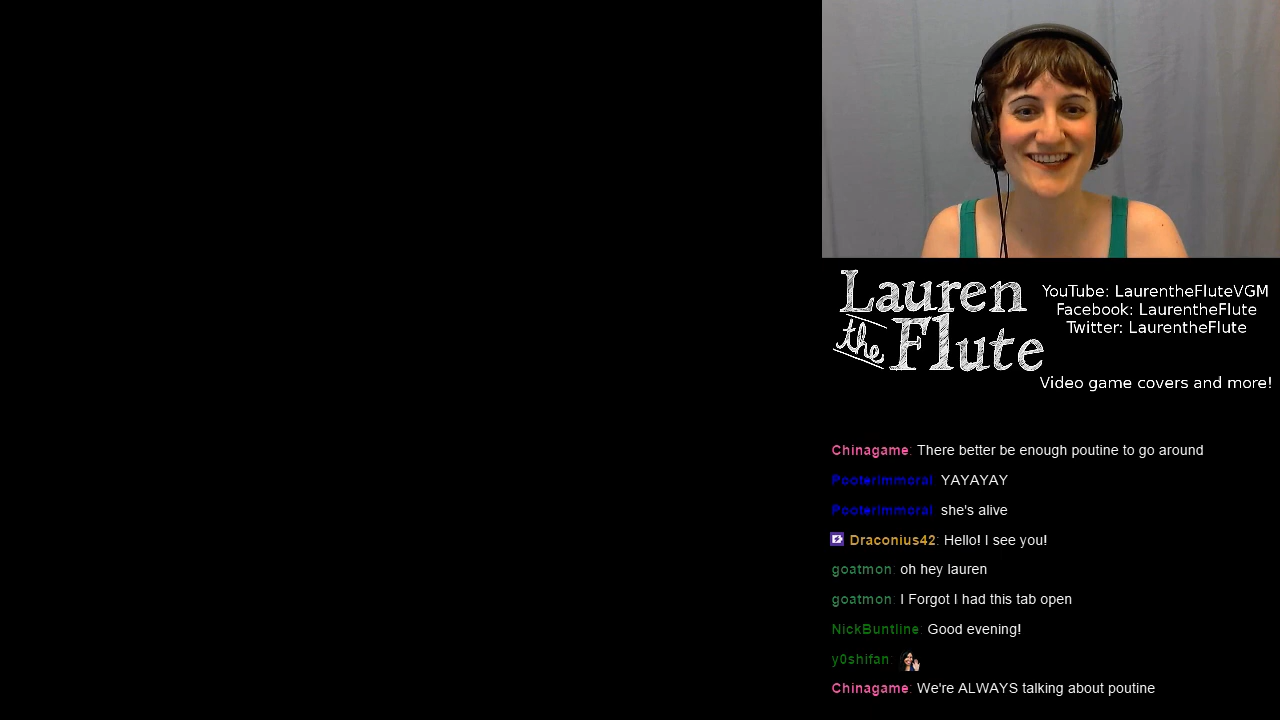 Lauren
the Flute
YouTube: LaurentheFluteVGM
Facebook: LaurentheFlute
Twitter: LaurentheFlute
Video game covers and more!
Chinagame: There better be enough poutine to go around
PooterImmoral: YAYAYAY
PooterImmoral: she's alive
Draconius42: Hello! I see you!
goatmon: oh hey lauren
goatmon: I Forgot I had this tab open
NickBuntline: Good evening!
y0shifan:
Chinagame: We're ALWAYS talking about poutine